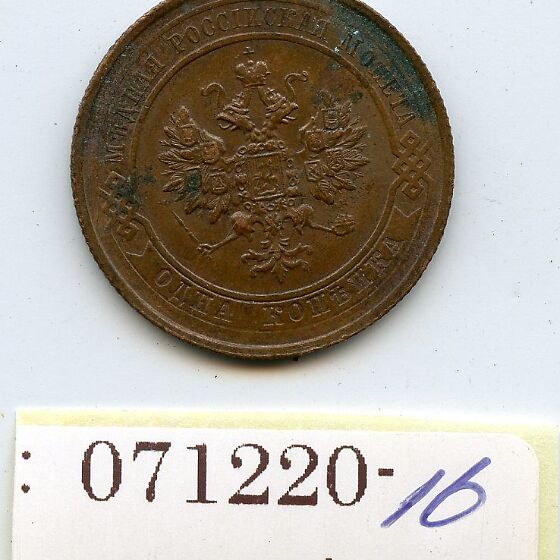 МѢДНАЯ РОССІЙСКАЯ МОНЕТА
ОДНА КОПѢЙКА
: 071220-16